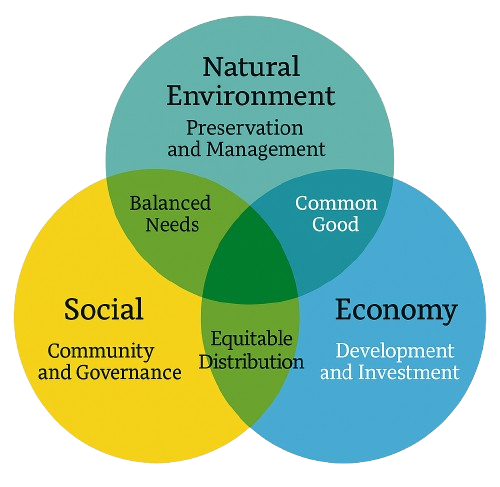 Natural
Environment
Preservation
and Management
Balanced
Needs
Common
Good
Social
Community
and Governance
Equitable
Distribution
Economy
Development
and Investment